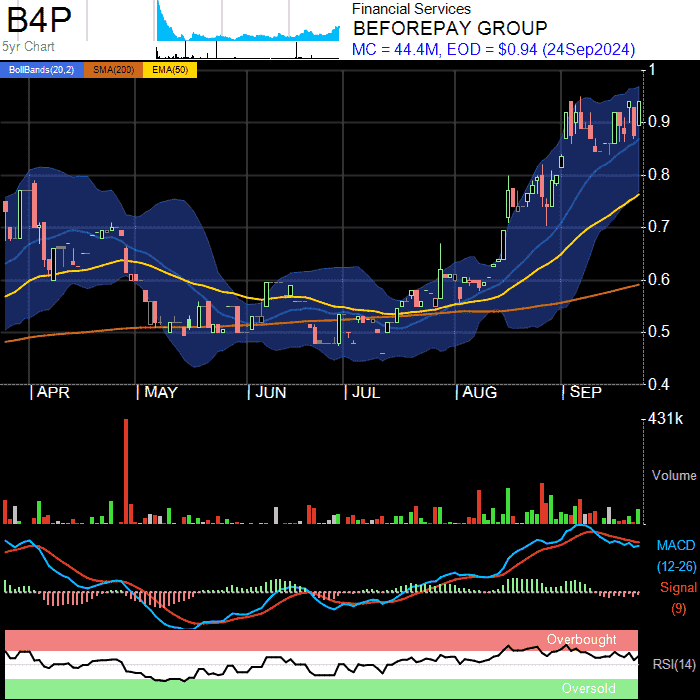 B4P
5yr Chart
Financial Services
BEFOREPAY GROUP
MC = 44.4M, EOD = $0.94 (24Sep2024)
BollBands(20,2) SMA(200) EMA(50)
1
0.9
0.8
0.7
0.6
0.5
0.4
APR MAY JUN JUL AUG SEP
431k
Volume
MACD
(12-26)
Signal
(9)
Overbought
RSI(14)
Oversold